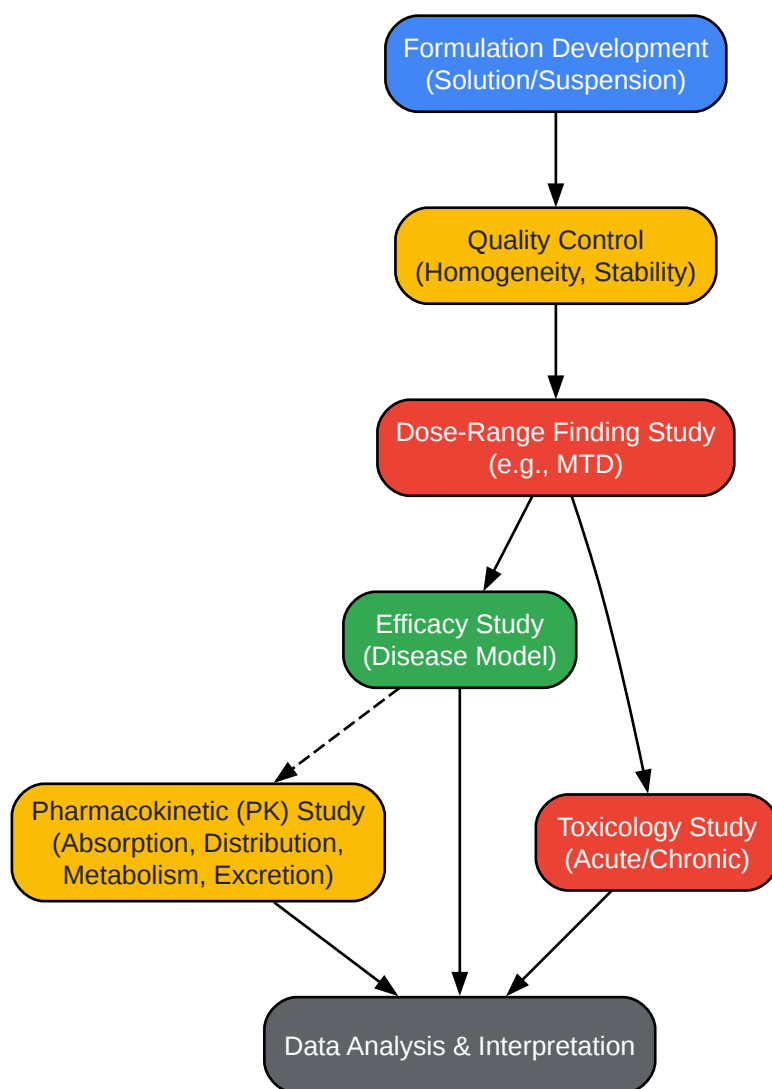 Formulation Development
(Solution/Suspension)
Quality Control
(Homogeneity, Stability)
Dose-Range Finding Study
(e.g., MTD)
Efficacy Study
(Disease Model)
Pharmacokinetic (PK) Study
(Absorption, Distribution,
Metabolism, Excretion)
Toxicology Study
(Acute/Chronic)
Data Analysis & Interpretation